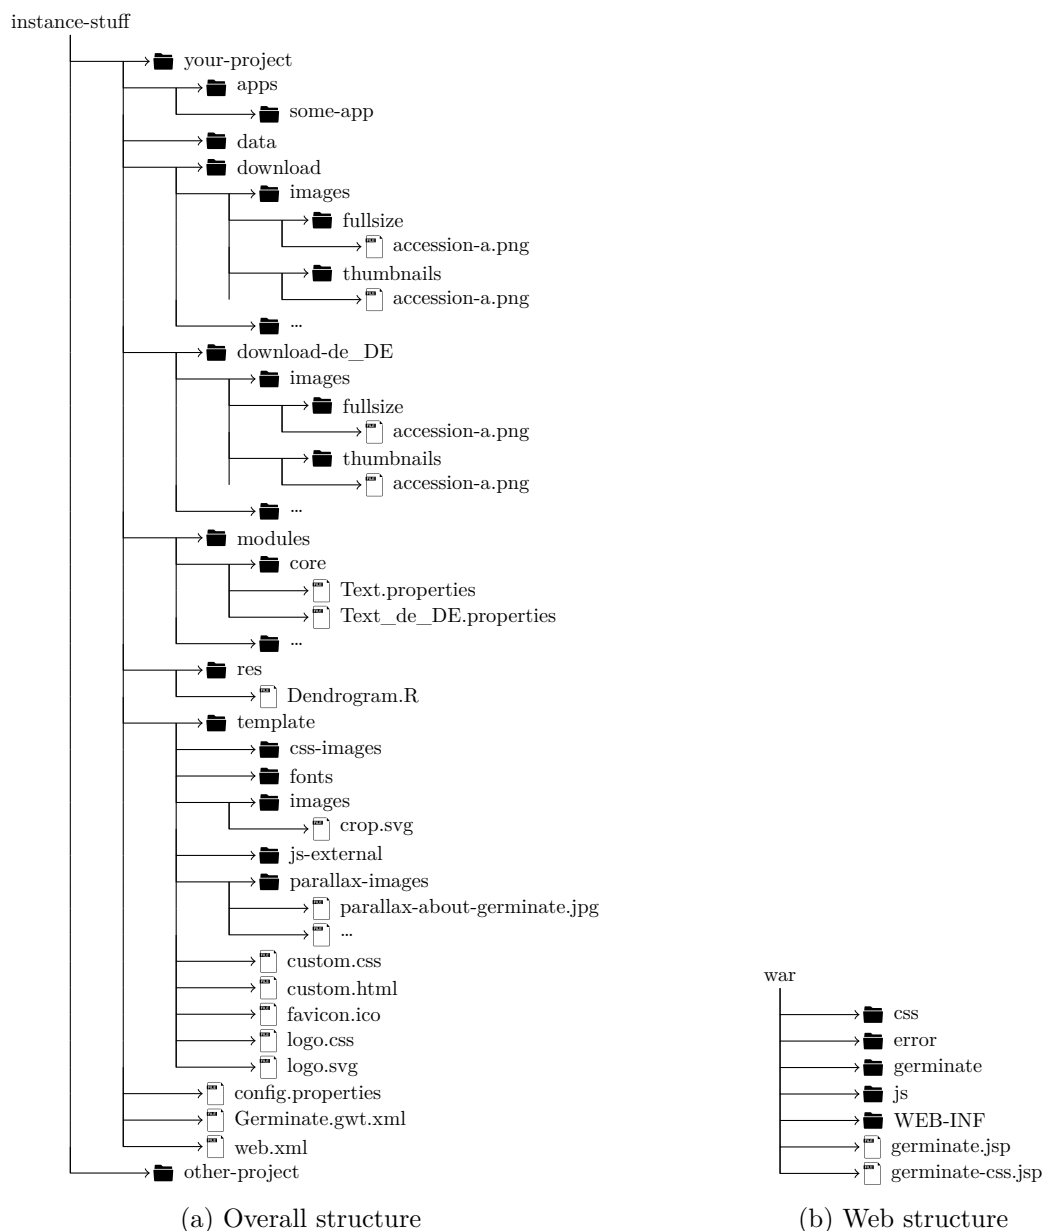 instance-stuff
your-project
apps
some-app
data
download
images
fullsize
accession-a.png
thumbnails
accession-a.png
...
download-de_DE
images
fullsize
accession-a.png
thumbnails
accession-a.png
...
modules
core
Text.properties
Text_de_DE.properties
...
res
Dendrogram.R
template
css-images
fonts
images
crop.svg
js-external
parallax-images
parallax-about-germinate.jpg
...
custom.css
custom.html
favicon.ico
logo.css
logo.svg
config.properties
Germinate.gwt.xml
web.xml
other-project
(a) Overall structure
war
css
error
germinate
js
WEB-INF
germinate.jsp
germinate-css.jsp
(b) Web structure